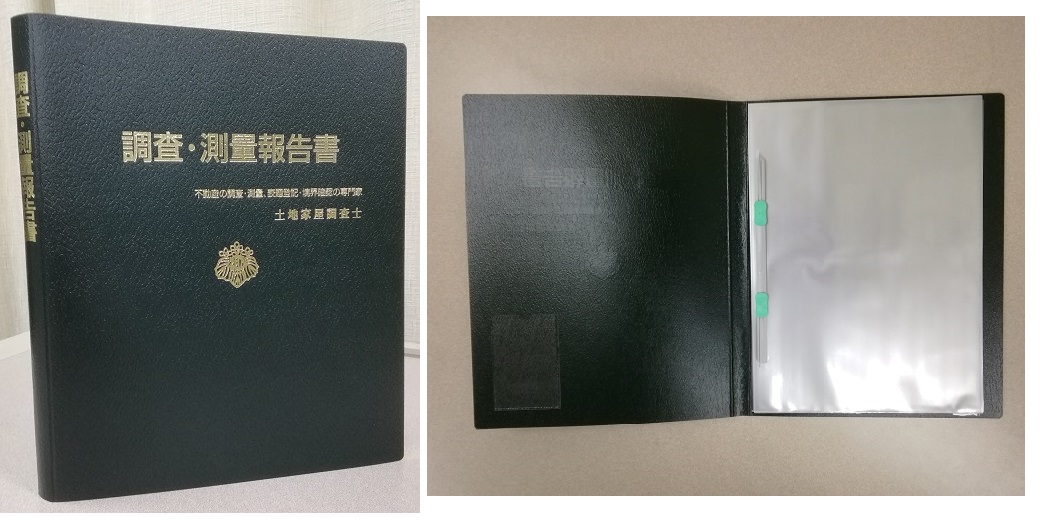 調査・測量報告書
調査・測量報告書
不動産の調査・測量、表題登記・境界確認の専門家
土地家屋調査士